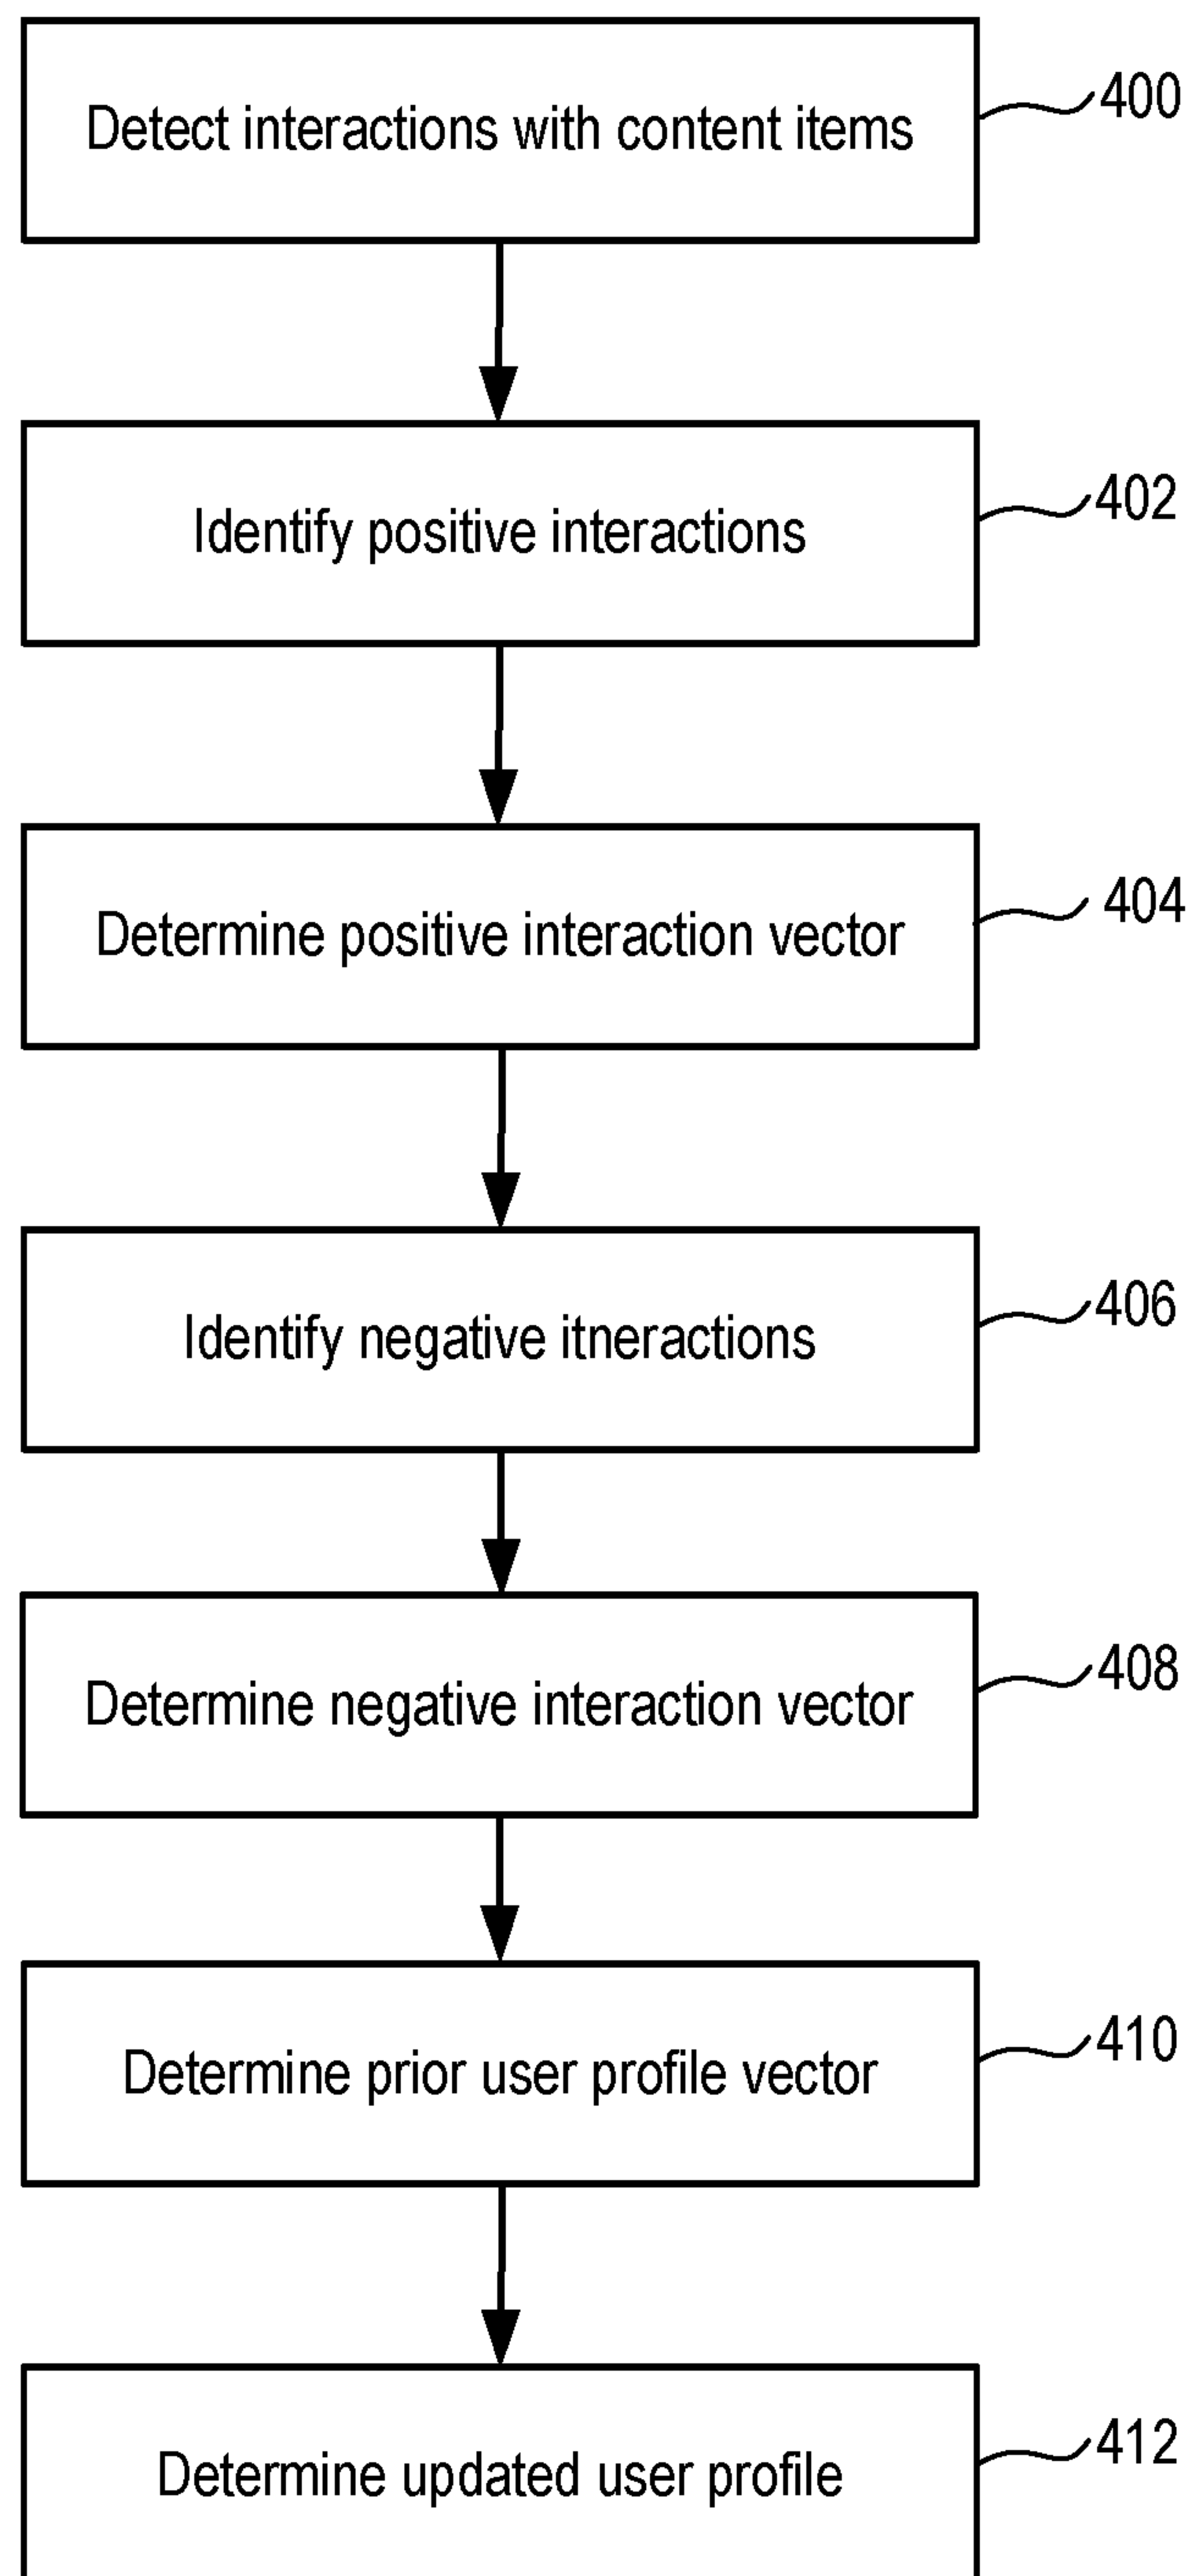 Detect interactions with content items
400
Identify positive interactions
402
Determine positive interaction vector
404
Identify negative itneractions
406
Determine negative interaction vector
408
Determine prior user profile vector
410
Determine updated user profile
412